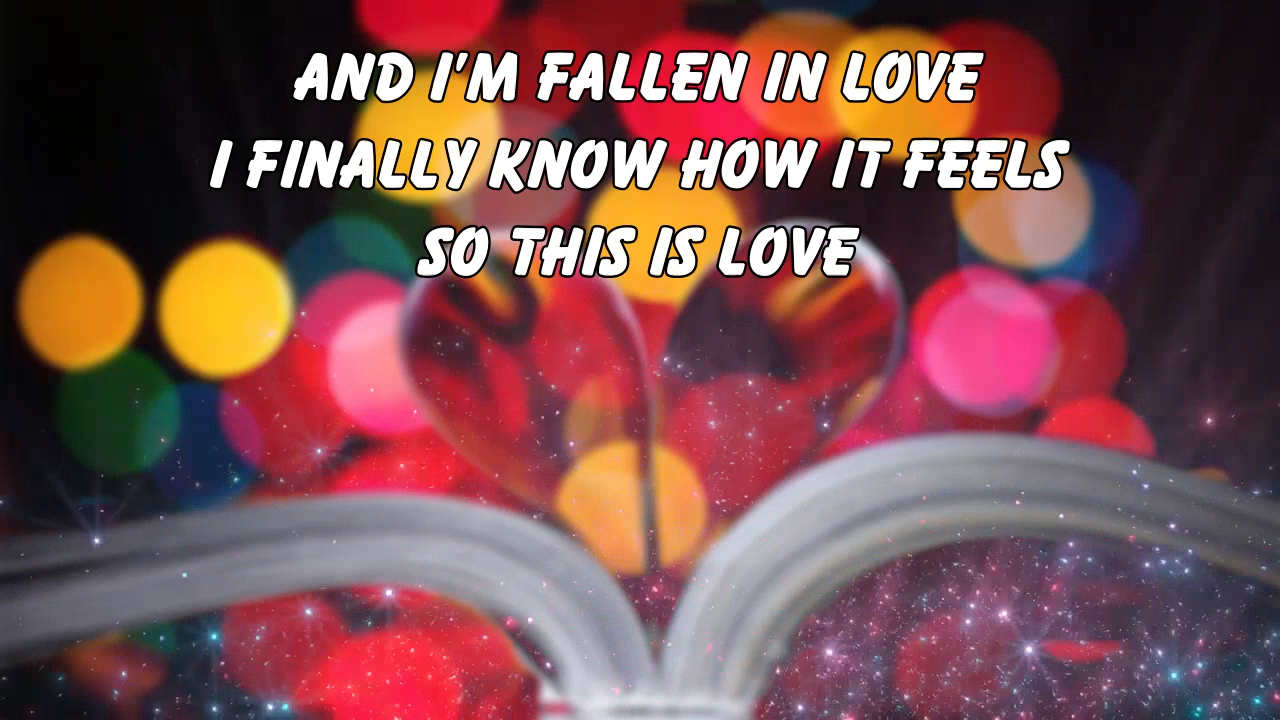 AND I'M FALLEN IN LOVE
I FINALLY KNOW HOW IT FEELS
SO THIS IS LOVE